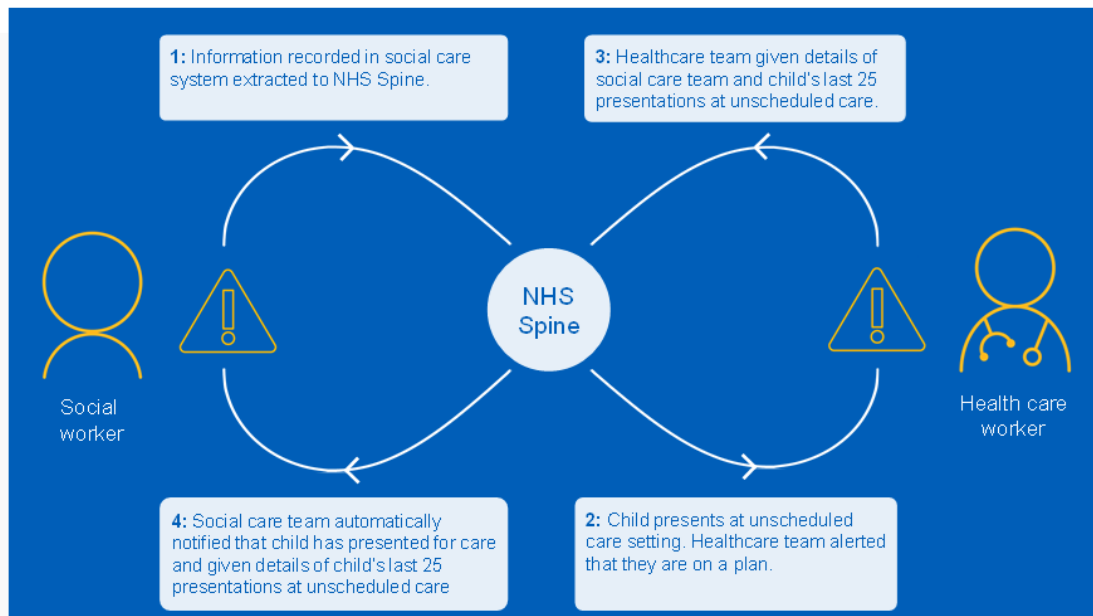 1: Information recorded in social care
system extracted to NHS Spine.
3: Healthcare team given details of
social care team and child's last 25
presentations at unscheduled care.
NHS
Spine
Social
worker
Health care
worker
4: Social care team automatically
notified that child has presented for care
and given details of child's last 25
presentations at unscheduled care
2: Child presents at unscheduled
care setting. Healthcare team alerted
that they are on a plan.